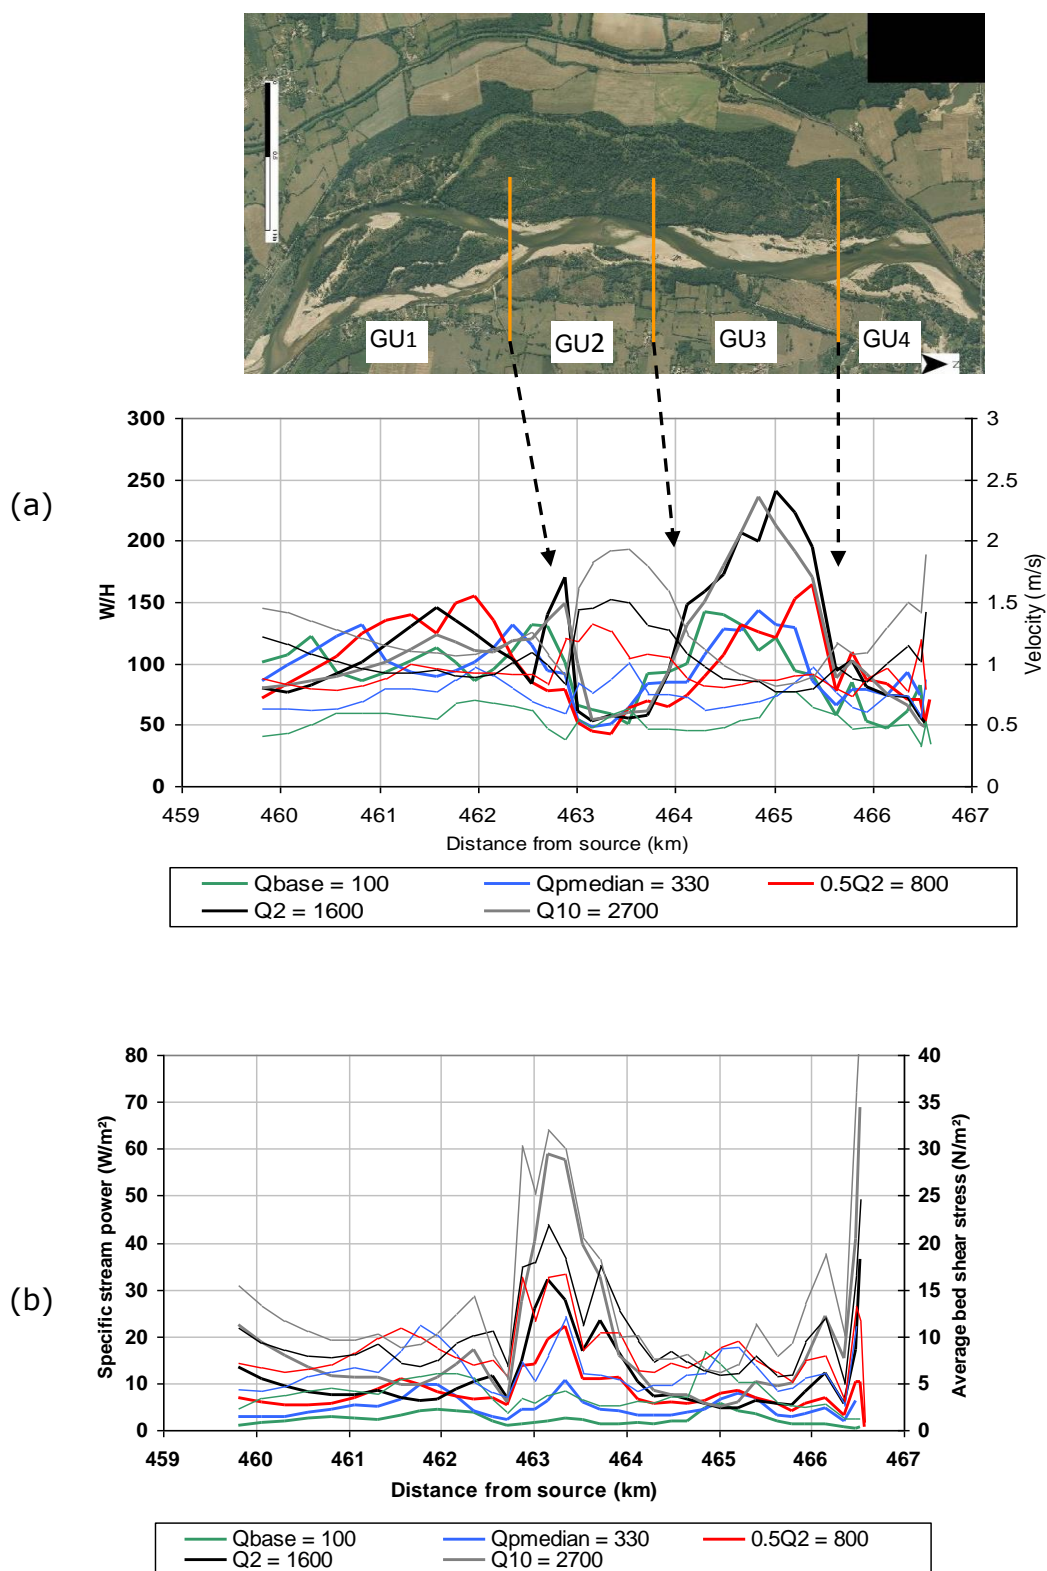 GU1
GU2
GU3
GU4
(a)
300
250
200
150
100
50
0
W/H
3
2.5
2
1.5
1
0.5
0
Velocity (m/s)
459
460
461
462
463
464
465
466
467
Distance from source (km)
Qbase = 100
Qpmedian = 330
0.5Q2 = 800
Q2 = 1600
Q10 = 2700
(b)
80
70
60
50
40
30
20
10
0
Specific stream power (W/m²)
40
35
30
25
20
15
10
5
0
Average bed shear stress (N/m²)
459
460
461
462
463
464
465
466
467
Distance from source (km)
Qbase = 100
Qpmedian = 330
0.5Q2 = 800
Q2 = 1600
Q10 = 2700